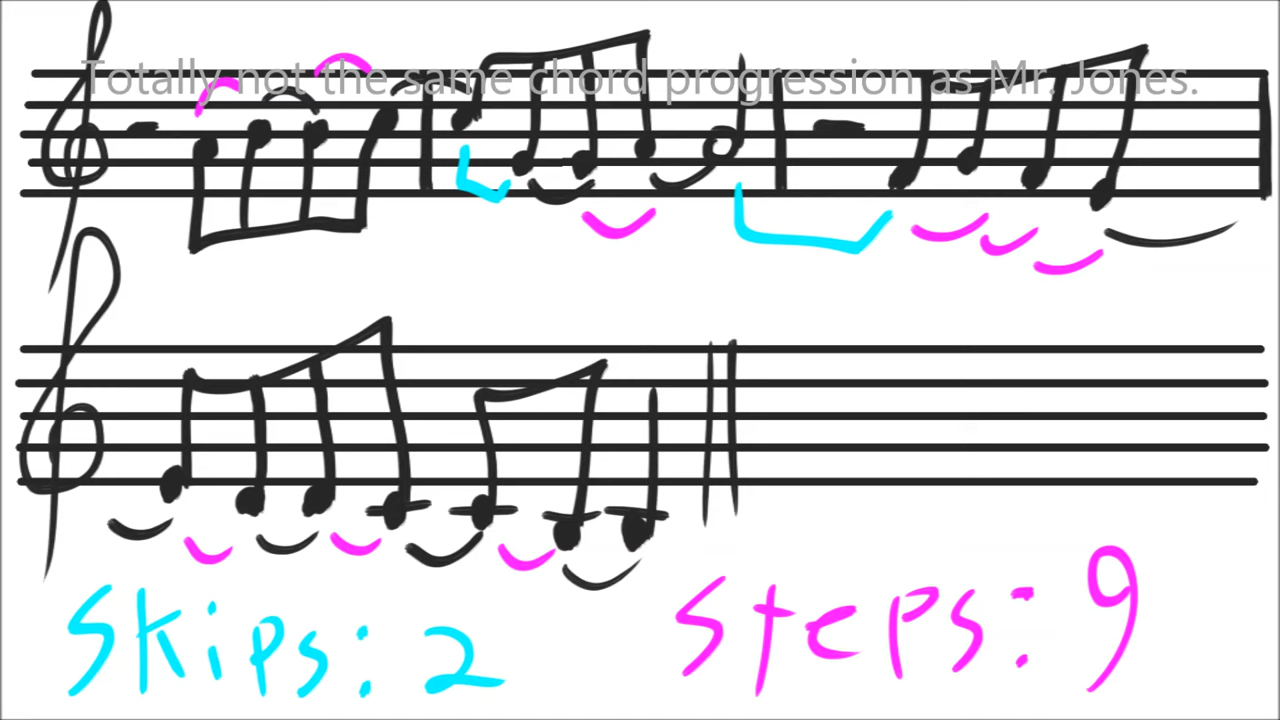 Totally not the same chord progression as Mr. Jones.
Skips: 2 Steps: 9